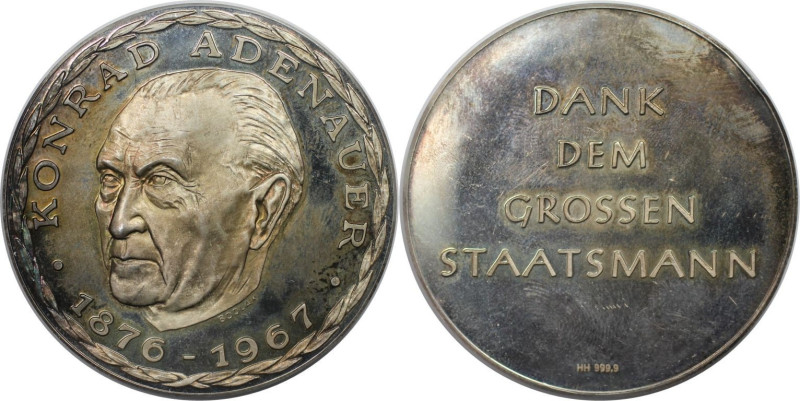 · KONRAD ADENAUER ·
1876 - 1967
DANK
DEM
GROSSEN
STAATSMANN
HH 999,9